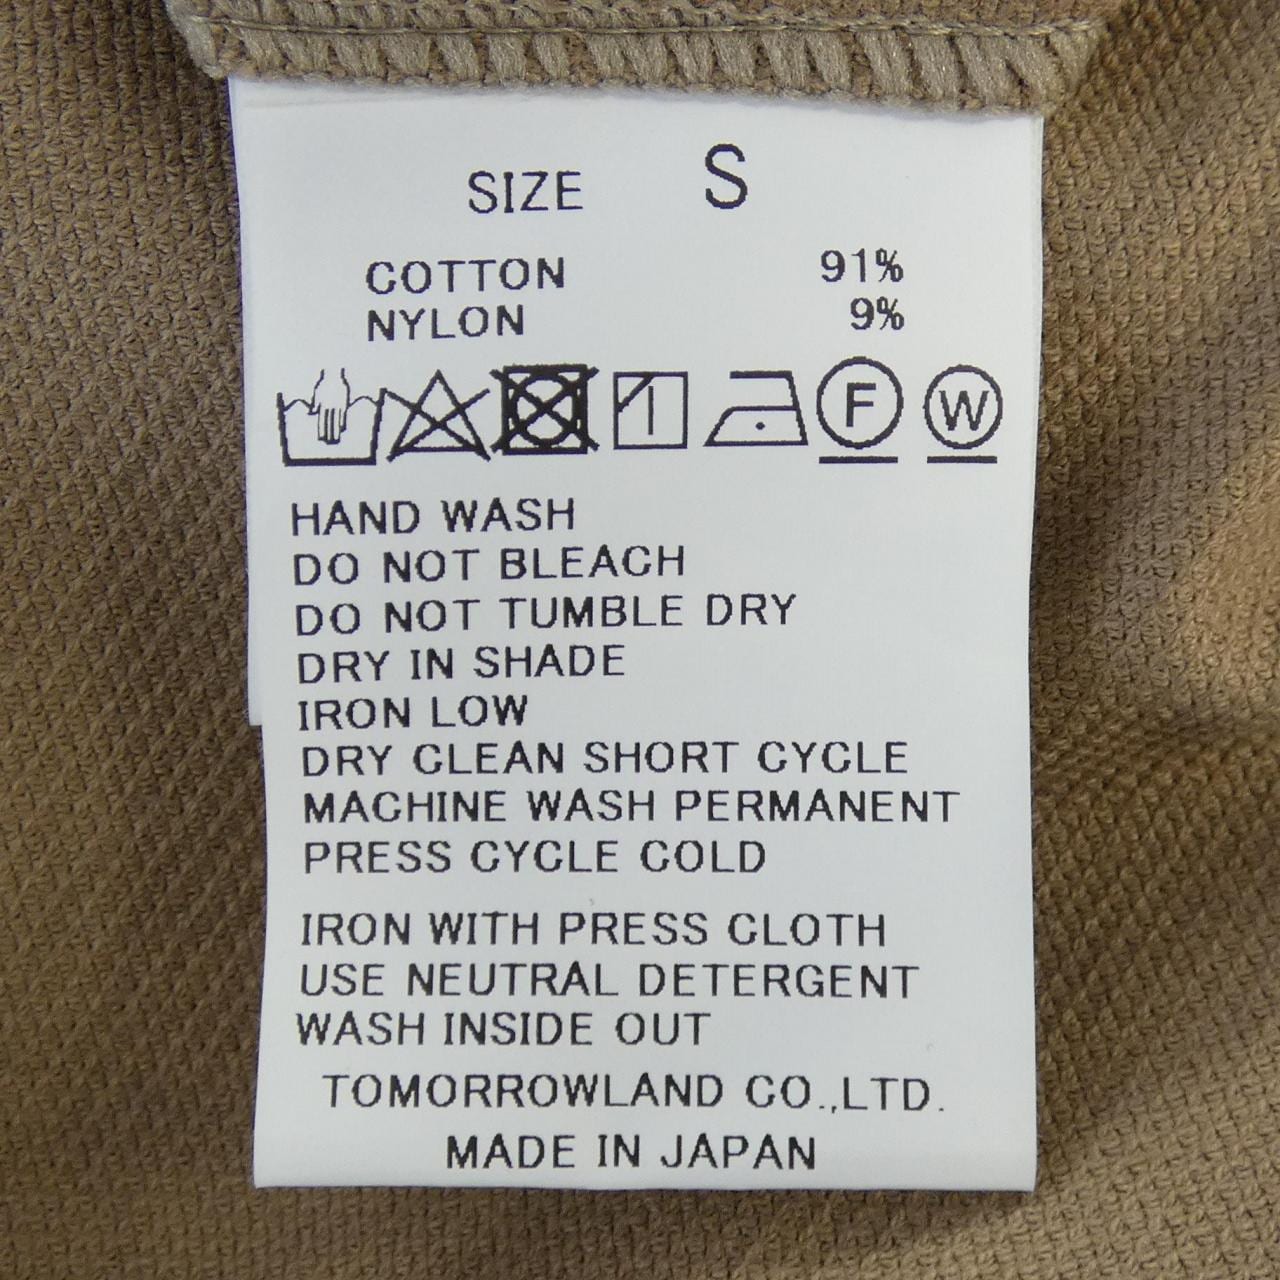 SIZE S
COTTON 91%
NYLON 9%
F W
HAND WASH
DO NOT BLEACH
DO NOT TUMBLE DRY
DRY IN SHADE
IRON LOW
DRY CLEAN SHORT CYCLE
MACHINE WASH PERMANENT
PRESS CYCLE COLD
IRON WITH PRESS CLOTH
USE NEUTRAL DETERGENT
WASH INSIDE OUT
TOMORROWLAND CO.,LTD.
MADE IN JAPAN